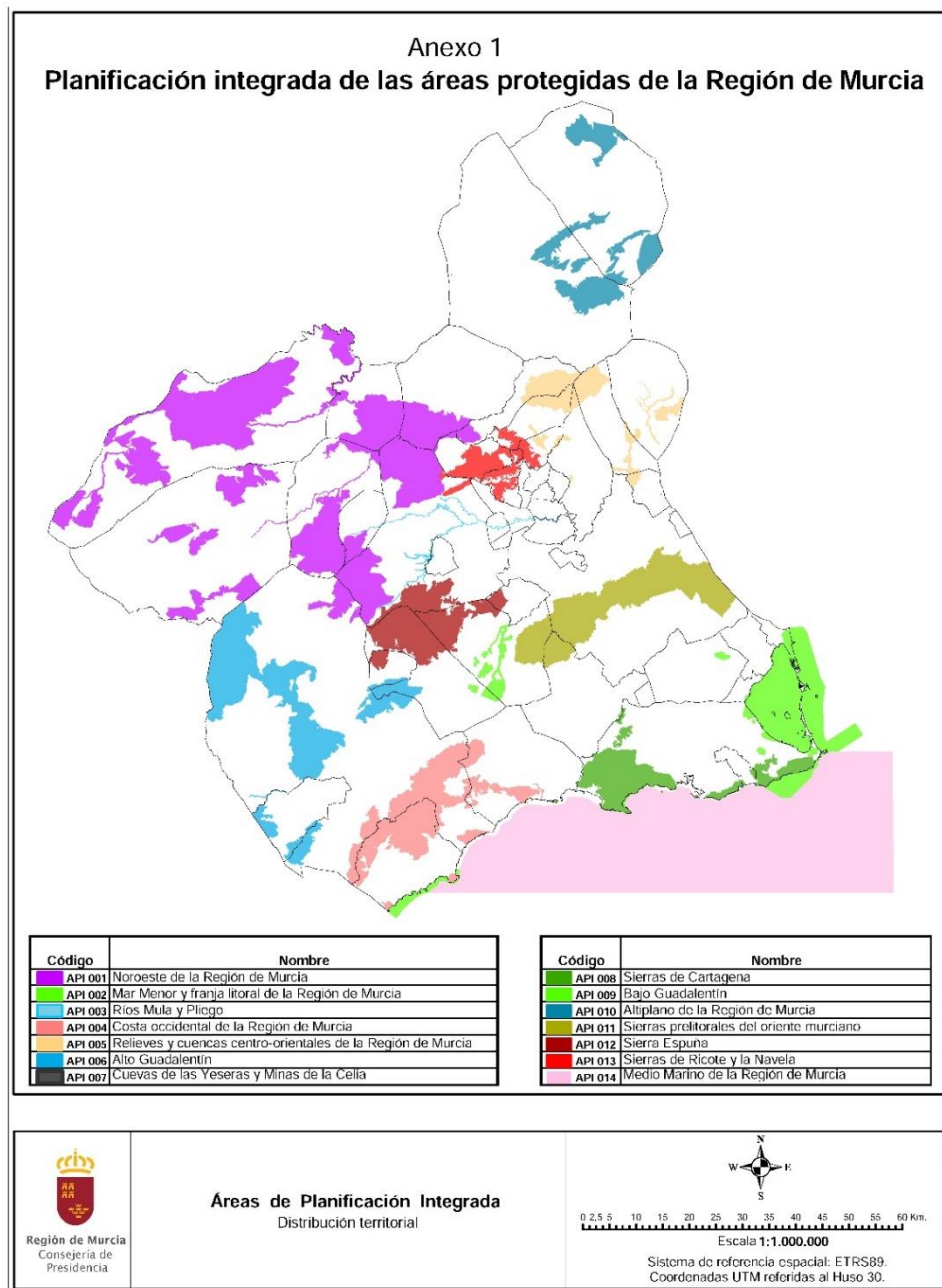 Anexo 1
Planificación integrada de las áreas protegidas de la Región de Murcia
Código Nombre
API 001 Noroeste de la Región de Murcia
API 002 Mar Menor y franja litoral de la Región de Murcia
API 003 Ríos Mula y Pliego
API 004 Costa occidental de la Región de Murcia
API 005 Relieves y cuencas centro-orientales de la Región de Murcia
API 006 Alto Guadalentín
API 007 Cuevas de las Yeseras y Minas de la Celia
Código Nombre
API 008 Sierras de Cartagena
API 009 Bajo Guadalentín
API 010 Altiplano de la Región de Murcia
API 011 Sierras prelitorales del oriente murciano
API 012 Sierra Espuña
API 013 Sierras de Ricote y la Navela
API 014 Medio Marino de la Región de Murcia
Región de Murcia
Consejería de
Presidencia
Áreas de Planificación Integrada
Distribución territorial
N
W E
S
0 2,5 5 10 15 20 25 30 35 40 45 50 55 60 Km.
Escala 1:1.000.000
Sistema de referencia espacial: ETRS89.
Coordenadas UTM referidas al Huso 30.